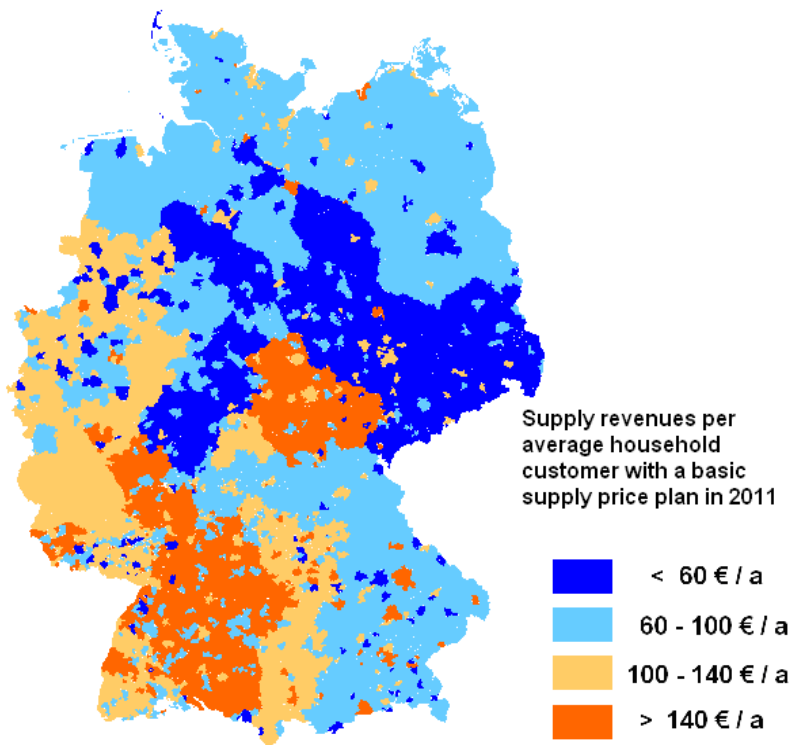 Supply revenues per
average household
customer with a basic
supply price plan in 2011
< 60 € / a
60 - 100 € / a
100 - 140 € / a
> 140 € / a